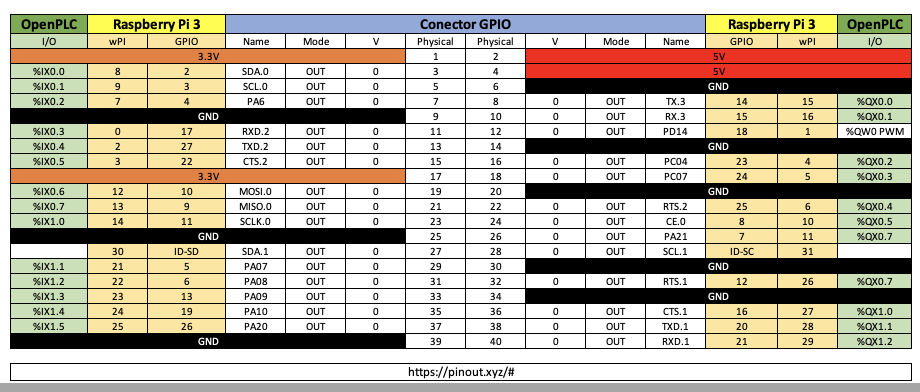 OpenPLC Raspberry Pi 3 Conector GPIO Raspberry Pi 3 OpenPLC
I/O wPI GPIO Name Mode V Physical Physical V Mode Name GPIO wPI I/O
3.3V 1 2 5V
%IX0.0 8 2 SDA.0 OUT 0 3 4 5V
%IX0.1 9 3 SCL.0 OUT 0 5 6 GND
%IX0.2 7 4 PA6 OUT 0 7 8 0 OUT TX.3 14 15 %QX0.0
GND 9 10 0 OUT RX.3 15 16 %QX0.1
%IX0.3 0 17 RXD.2 OUT 0 11 12 0 OUT PD14 18 1 %QW0 PWM
%IX0.4 2 27 TXD.2 OUT 0 13 14 GND
%IX0.5 3 22 CTS.2 OUT 0 15 16 0 OUT PC04 23 4 %QX0.2
3.3V 17 18 0 OUT PC07 24 5 %QX0.3
%IX0.6 12 10 MOSI.0 OUT 0 19 20 GND
%IX0.7 13 9 MISO.0 OUT 0 21 22 0 OUT RTS.2 25 6 %QX0.4
%IX1.0 14 11 SCLK.0 OUT 0 23 24 0 OUT CE.0 8 10 %QX0.5
GND 25 26 0 OUT PA21 7 11 %QX0.7
30 ID-SD SDA.1 OUT 0 27 28 0 OUT SCL.1 ID-SC 31
%IX1.1 21 5 PA07 OUT 0 29 30 GND
%IX1.2 22 6 PA08 OUT 0 31 32 0 OUT RTS.1 12 26 %QX0.7
%IX1.3 23 13 PA09 OUT 0 33 34 GND
%IX1.4 24 19 PA10 OUT 0 35 36 0 OUT CTS.1 16 27 %QX1.0
%IX1.5 25 26 PA20 OUT 0 37 38 0 OUT TXD.1 20 28 %QX1.1
GND 39 40 0 OUT RXD.1 21 29 %QX1.2
https://pinout.xyz/#